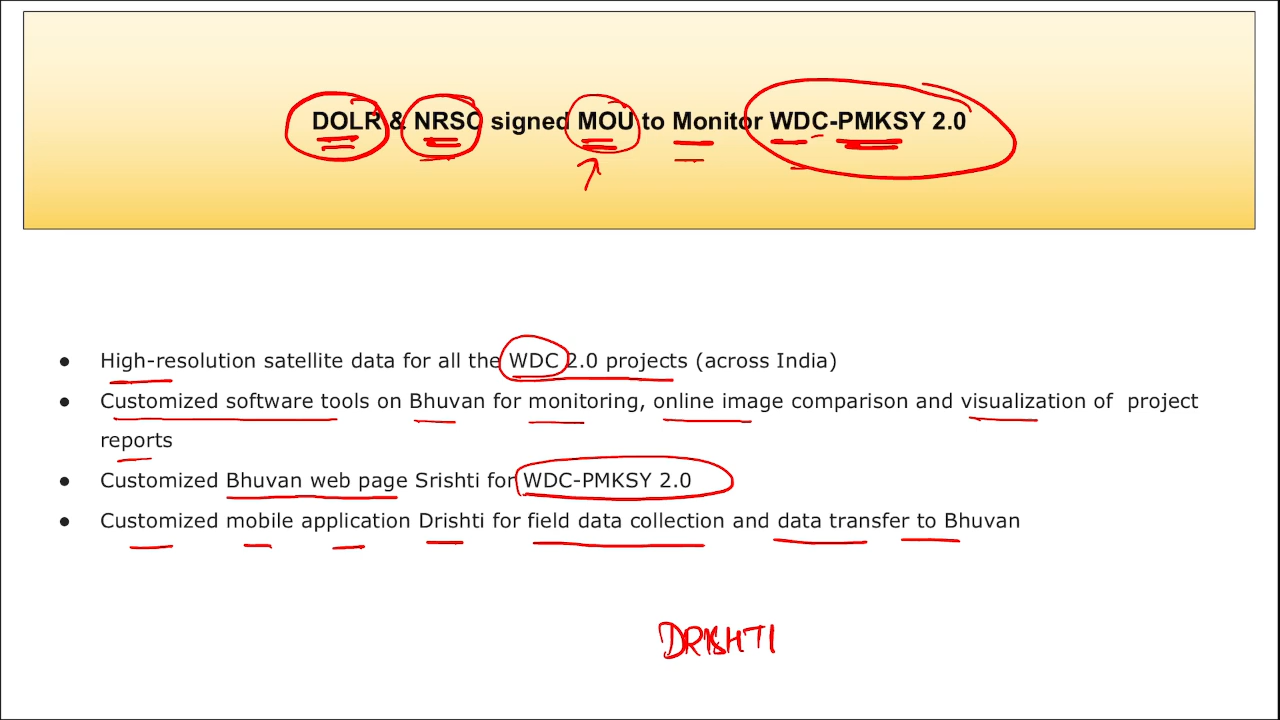 DOLR & NRSC signed MOU to Monitor WDC-PMKSY 2.0
● High-resolution satellite data for all the WDC 2.0 projects (across India)
● Customized software tools on Bhuvan for monitoring, online image comparison and visualization of project
reports
● Customized Bhuvan web page Srishti for WDC-PMKSY 2.0
● Customized mobile application Drishti for field data collection and data transfer to Bhuvan
DRISHTI